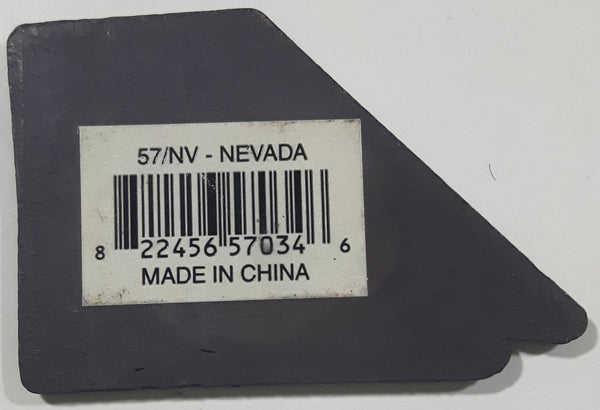 57/NV - NEVADA
8 22456 57034 6
MADE IN CHINA